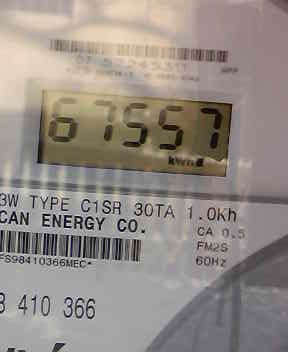 67557
kWh
3W TYPE C1SR 30TA 1.0Kh
CAN ENERGY CO.
CA 0.5
FM2S
FS98410366MEC*
60Hz
3 410 366